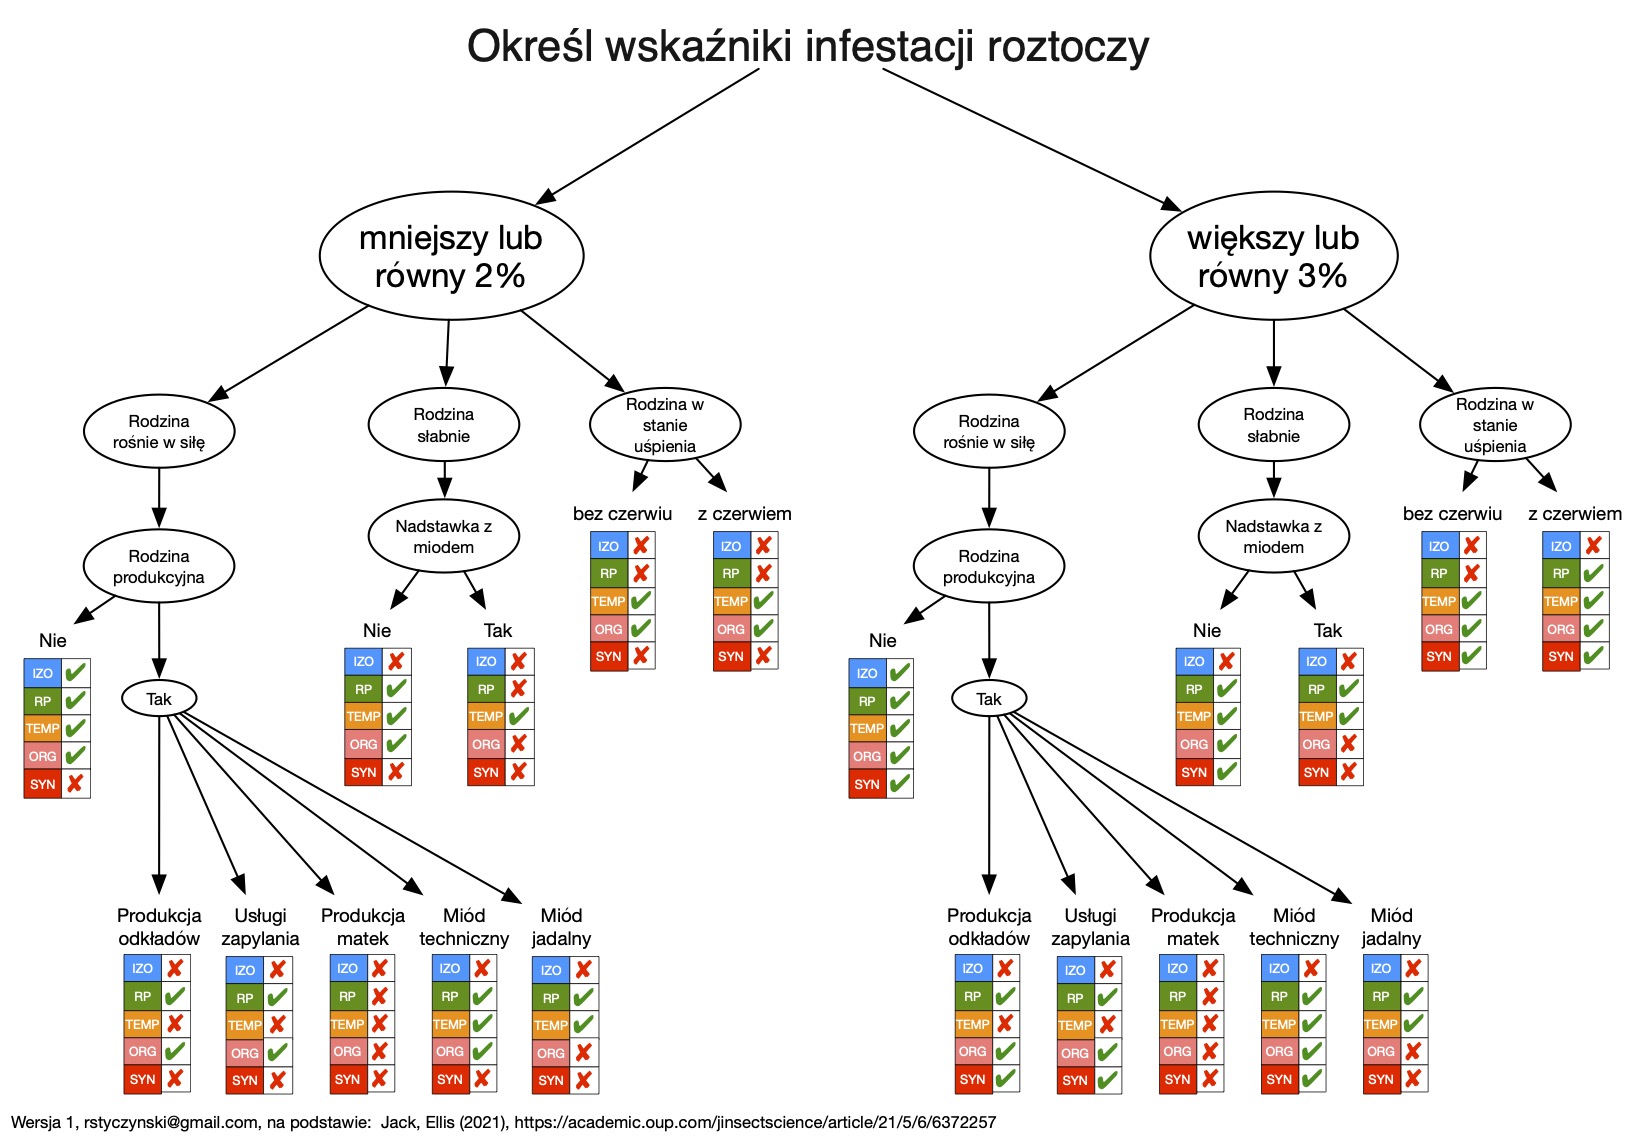 Określ wskaźniki infestacji roztoczy
mniejszy lub
równy 2%
większy lub
równy 3%
Rodzina
rośnie w siłę
Rodzina
słabnie
Rodzina w
stanie
uśpienia
Rodzina
rośnie w siłę
Rodzina
słabnie
Rodzina w
stanie
uśpienia
Rodzina
produkcyjna
Nadstawka z
miodem
bez czerwiu
IZO
RP
TEMP
ORG
SYN
z czerwiem
IZO
RP
TEMP
ORG
SYN
Rodzina
produkcyjna
Nadstawka z
miodem
bez czerwiu
IZO
RP
TEMP
ORG
SYN
z czerwiem
IZO
RP
TEMP
ORG
SYN
Nie
IZO
RP
TEMP
ORG
SYN
Tak
Nie
IZO
RP
TEMP
ORG
SYN
Tak
IZO
RP
TEMP
ORG
SYN
Nie
IZO
RP
TEMP
ORG
SYN
Tak
Nie
IZO
RP
TEMP
ORG
SYN
Tak
IZO
RP
TEMP
ORG
SYN
Produkcja
odkładów
IZO
RP
TEMP
ORG
SYN
Usługi
zapylania
IZO
RP
TEMP
ORG
SYN
Produkcja
matek
IZO
RP
TEMP
ORG
SYN
Miód
techniczny
IZO
RP
TEMP
ORG
SYN
Miód
jadalny
IZO
RP
TEMP
ORG
SYN
Produkcja
odkładów
IZO
RP
TEMP
ORG
SYN
Usługi
zapylania
IZO
RP
TEMP
ORG
SYN
Produkcja
matek
IZO
RP
TEMP
ORG
SYN
Miód
techniczny
IZO
RP
TEMP
ORG
SYN
Miód
jadalny
IZO
RP
TEMP
ORG
SYN
Wersja 1, rstyczynski@gmail.com, na podstawie: Jack, Ellis (2021), https://academic.oup.com/jinsectscience/article/21/5/6/6372257